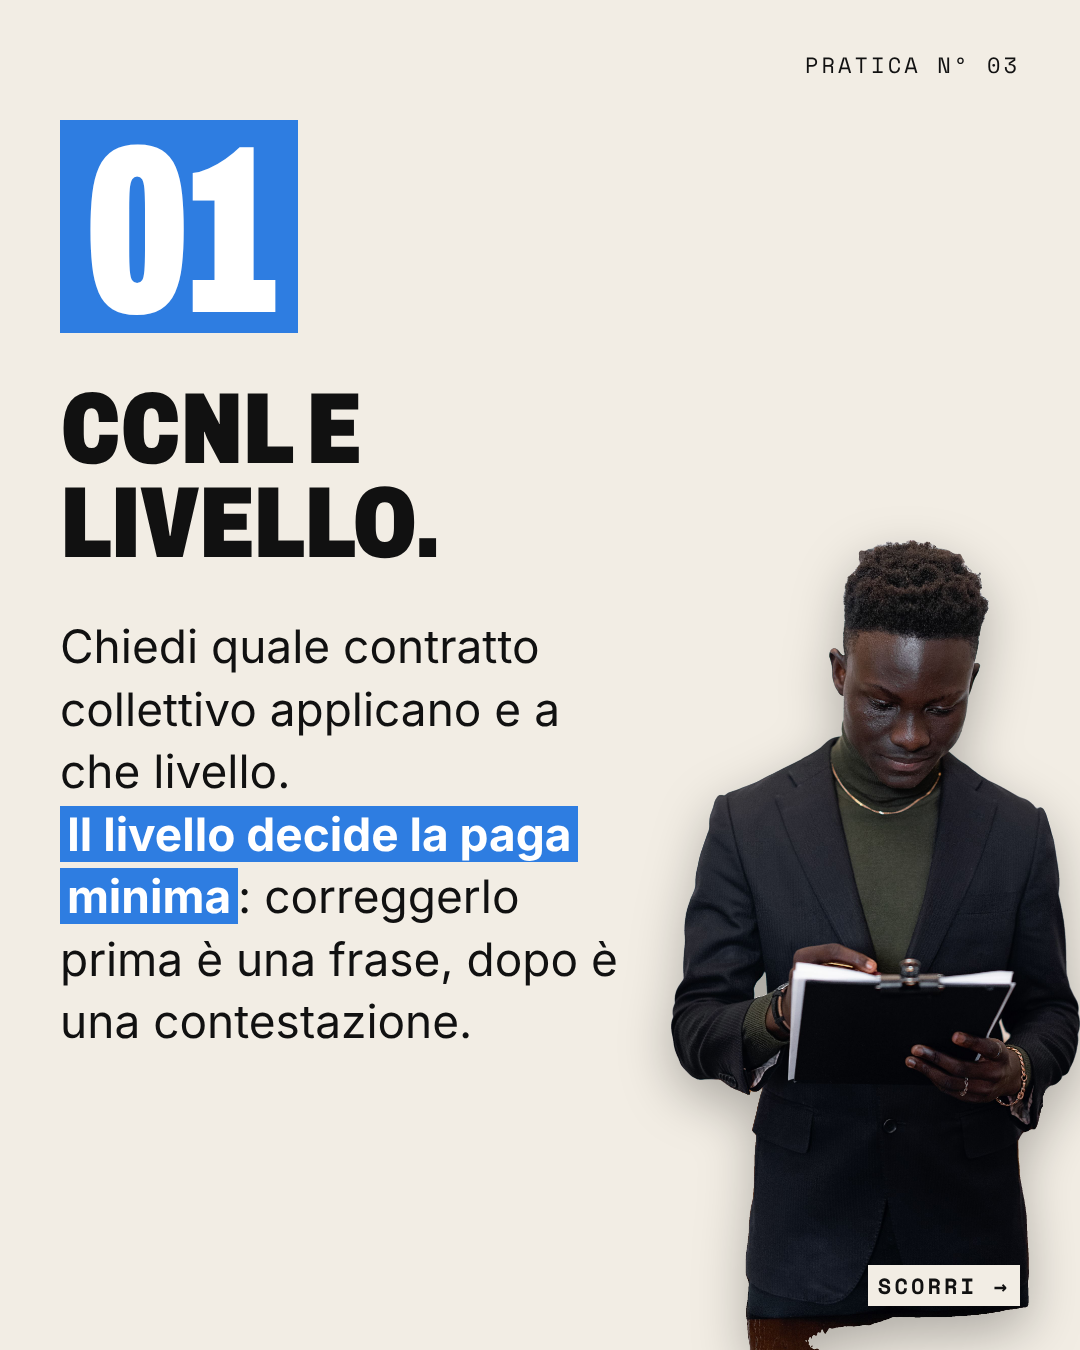 PRATICA Nº 03
01
CCNL E
LIVELLO.
Chiedi quale contratto
collettivo applicano e a
che livello.
Il livello decide la paga
minima: correggerlo
prima è una frase, dopo è
una contestazione.
SCORRI →